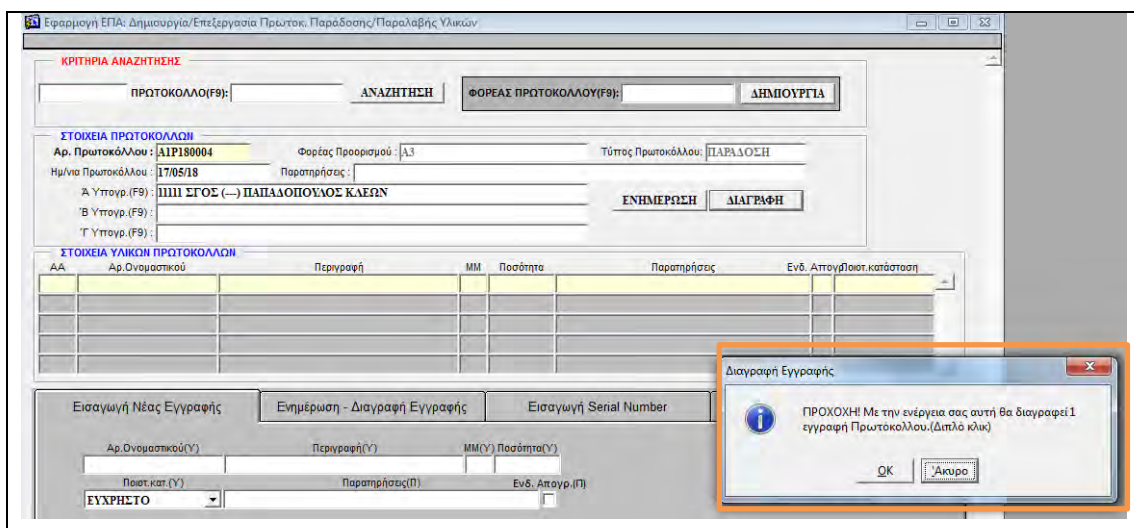 Εφαρμογή ΕΠΑ: Δημιουργία/Επεξεργασία Πρωτοκ. Παράδοσης/Παραλαβής Υλικών
ΚΡΙΤΗΡΙΑ ΑΝΑΖΗΤΗΣΗΣ
ΠΡΩΤΟΚΟΛΛΟ(F9): ΑΝΑΖΗΤΗΣΗ ΦΟΡΕΑΣ ΠΡΩΤΟΚΟΛΛΟΥ(F9): ΔΗΜΙΟΥΡΓΙΑ
ΣΤΟΙΧΕΙΑ ΠΡΩΤΟΚΟΛΛΩΝ
Αρ. Πρωτοκόλλου : A1P180004 Φορέας Προορισμού : Α3 Τύπος Πρωτοκόλλου: ΠΑΡΑΔΟΣΗ
Ημ/νια Πρωτοκόλλου : 17/05/18 Παρατηρήσεις :
Ά Υπογρ.(F9) : 11111 ΣΓΟΣ (---) ΠΑΠΑΔΟΠΟΥΛΟΣ ΚΛΕΩΝ
ΕΝΗΜΕΡΩΣΗ ΔΙΑΓΡΑΦΗ
'Β Υπογρ.(F9) :
'Γ Υπογρ.(F9) :
ΣΤΟΙΧΕΙΑ ΥΛΙΚΩΝ ΠΡΩΤΟΚΟΛΛΩΝ
ΑΑ Αρ.Ονομαστικού Περιγραφή ΜΜ Ποσότητα Παρατηρήσεις Ενδ. Απογρ Ποιοτ.κατάσταση
Διαγραφή Εγγραφής
ΠΡΟΧΟΧΗ! Με την ενέργεια σας αυτή θα διαγραφεί 1
εγγραφή Πρωτοκόλλου.(Διπλό κλικ)
OK 'Άκυρο
Εισαγωγή Νέας Εγγραφής Ενημέρωση - Διαγραφή Εγγραφής Εισαγωγή Serial Number
Αρ.Ονομαστικού(Υ) Περιγραφή(Υ) ΜΜ(Υ) Ποσότητα(Υ)
Ποιοτ.κατ.(Υ) Παρατηρήσεις(Π) Ενδ. Απογρ.(Π)
ΕΥΧΡΗΣΤΟ